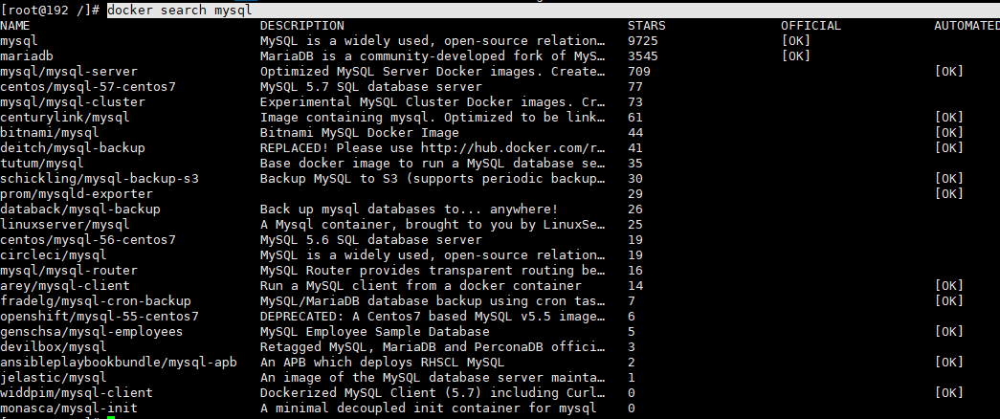 [root@192 /]# docker search mysql
NAME DESCRIPTION STARS OFFICIAL AUTOMATED
mysql MySQL is a widely used, open-source relation… 9725 [OK]
mariadb MariaDB is a community-developed fork of MyS… 3545 [OK]
mysql/mysql-server Optimized MySQL Server Docker images. Create… 709 [OK]
centos/mysql-57-centos7 MySQL 5.7 SQL database server 77
mysql/mysql-cluster Experimental MySQL Cluster Docker images. Cr… 73
centurylink/mysql Image containing mysql. Optimized to be link… 61 [OK]
bitnami/mysql Bitnami MySQL Docker Image 44 [OK]
deitch/mysql-backup REPLACED! Please use http://hub.docker.com/r… 41 [OK]
tutum/mysql Base docker image to run a MySQL database se… 35
schickling/mysql-backup-s3 Backup MySQL to S3 (supports periodic backup… 30 [OK]
prom/mysqld-exporter 29 [OK]
databack/mysql-backup Back up mysql databases to... anywhere! 26
linuxserver/mysql A Mysql container, brought to you by LinuxSe… 25
centos/mysql-56-centos7 MySQL 5.6 SQL database server 19
circleci/mysql MySQL is a widely used, open-source relation… 19
mysql/mysql-router MySQL Router provides transparent routing be… 16
arey/mysql-client Run a MySQL client from a docker container 14 [OK]
fradelg/mysql-cron-backup MySQL/MariaDB database backup using cron tas… 7 [OK]
openshift/mysql-55-centos7 DEPRECATED: A Centos7 based MySQL v5.5 image… 6
genschsa/mysql-employees MySQL Employee Sample Database 5 [OK]
devilbox/mysql Retagged MySQL, MariaDB and PerconaDB offici… 3
ansibleplaybookbundle/mysql-apb An APB which deploys RHSCL MySQL 2 [OK]
jelastic/mysql An image of the MySQL database server mainta… 1
widdpim/mysql-client Dockerized MySQL Client (5.7) including Curl… 0 [OK]
monasca/mysql-init A minimal decoupled init container for mysql 0